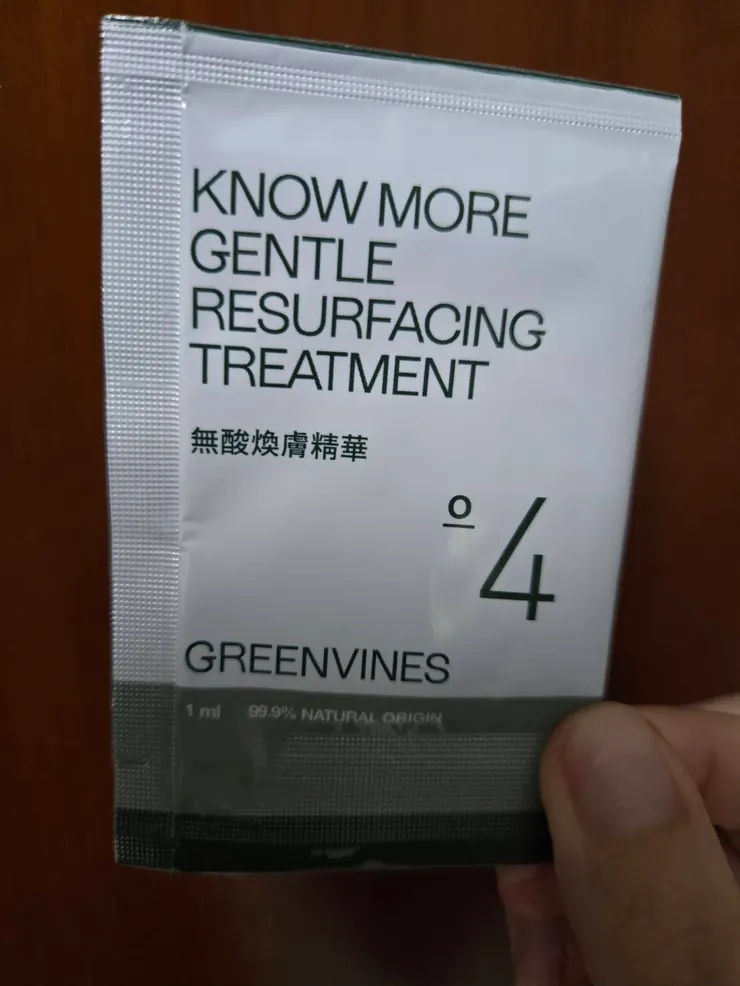 KNOW MORE
GENTLE
RESURFACING
TREATMENT
無酸煥膚精華
º4
GREENVINES
1 ml 99.9% NATURAL ORIGIN